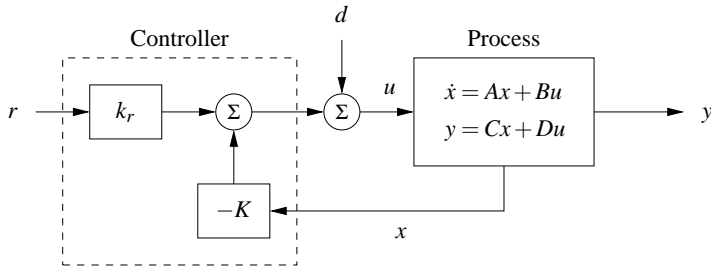 d
Controller
Process
r
k_r
Σ
Σ
u
ẋ = Ax + Bu
y = Cx + Du
y
−K
x